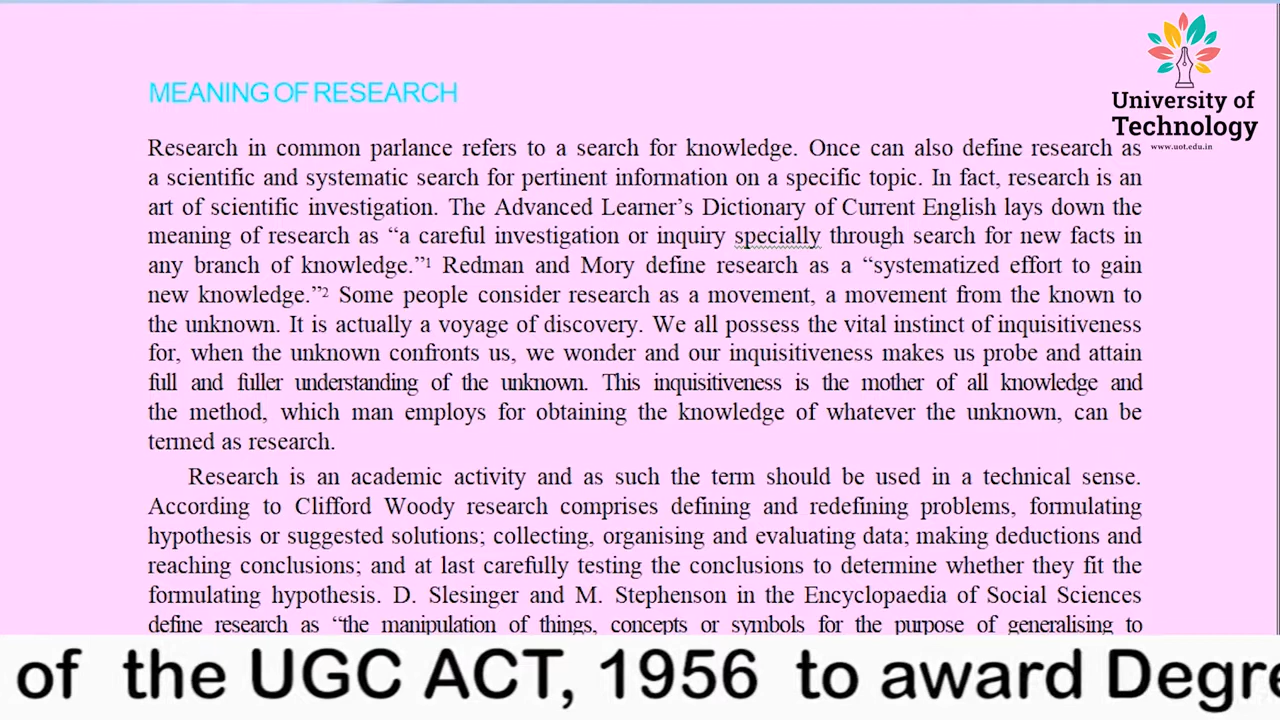 University of
Technology
www.uot.edu.in
MEANING OF RESEARCH
Research in common parlance refers to a search for knowledge. Once can also define research as
a scientific and systematic search for pertinent information on a specific topic. In fact, research is an
art of scientific investigation. The Advanced Learner’s Dictionary of Current English lays down the
meaning of research as “a careful investigation or inquiry specially through search for new facts in
any branch of knowledge.”1 Redman and Mory define research as a “systematized effort to gain
new knowledge.”2 Some people consider research as a movement, a movement from the known to
the unknown. It is actually a voyage of discovery. We all possess the vital instinct of inquisitiveness
for, when the unknown confronts us, we wonder and our inquisitiveness makes us probe and attain
full and fuller understanding of the unknown. This inquisitiveness is the mother of all knowledge and
the method, which man employs for obtaining the knowledge of whatever the unknown, can be
termed as research.
Research is an academic activity and as such the term should be used in a technical sense.
According to Clifford Woody research comprises defining and redefining problems, formulating
hypothesis or suggested solutions; collecting, organising and evaluating data; making deductions and
reaching conclusions; and at last carefully testing the conclusions to determine whether they fit the
formulating hypothesis. D. Slesinger and M. Stephenson in the Encyclopaedia of Social Sciences
define research as “the manipulation of things, concepts or symbols for the purpose of generalising to
of the UGC ACT, 1956 to award Degre